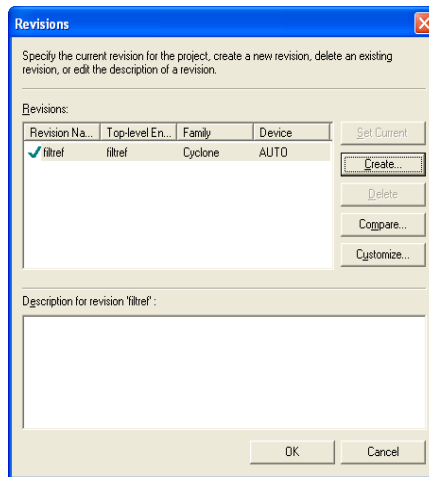 Revisions
Specify the current revision for the project, create a new revision, delete an existing
revision, or edit the description of a revision.
Revisions:
Revision Na... Top-level En... Family Device
filtref filtref Cyclone AUTO
Set Current
Create...
Delete
Compare...
Customize...
Description for revision 'filtref' :
OK Cancel